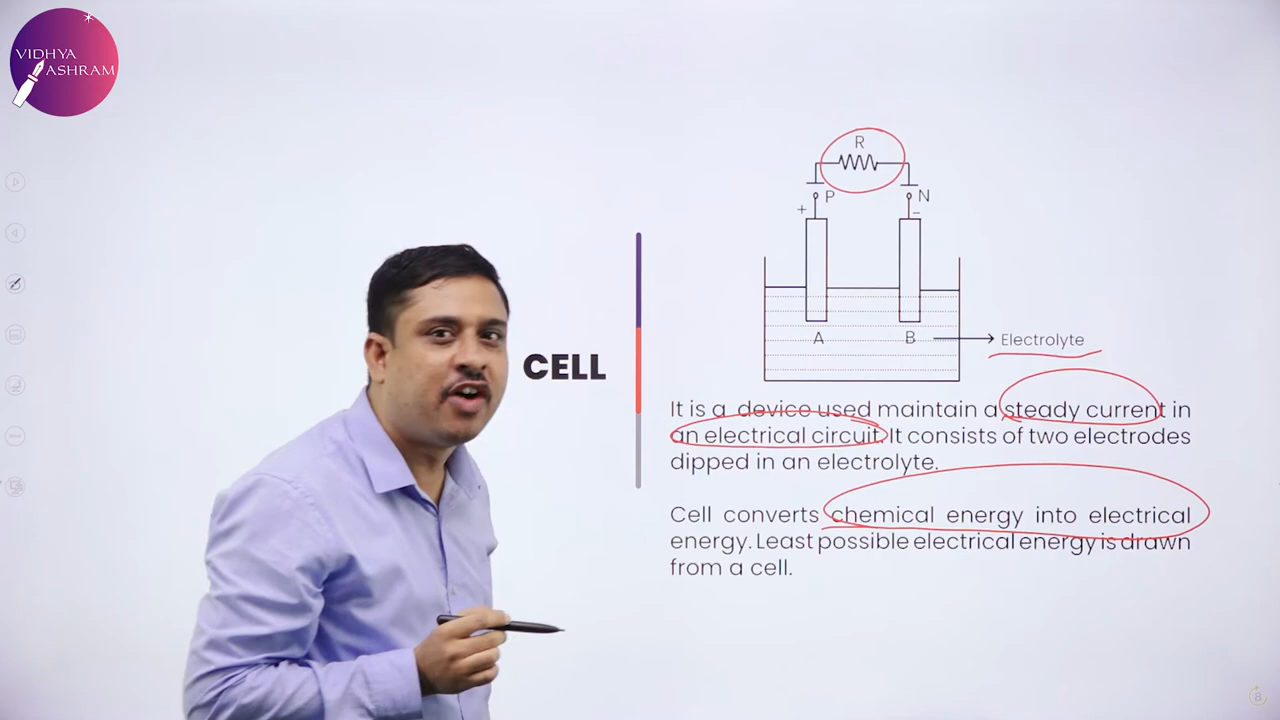 VIDHYA
ASHRAM
R
P
N
+
−
A
B
Electrolyte
CELL
It is a device used maintain a steady current in
an electrical circuit. It consists of two electrodes
dipped in an electrolyte.
Cell converts chemical energy into electrical
energy. Least possible electrical energy is drawn
from a cell.
8